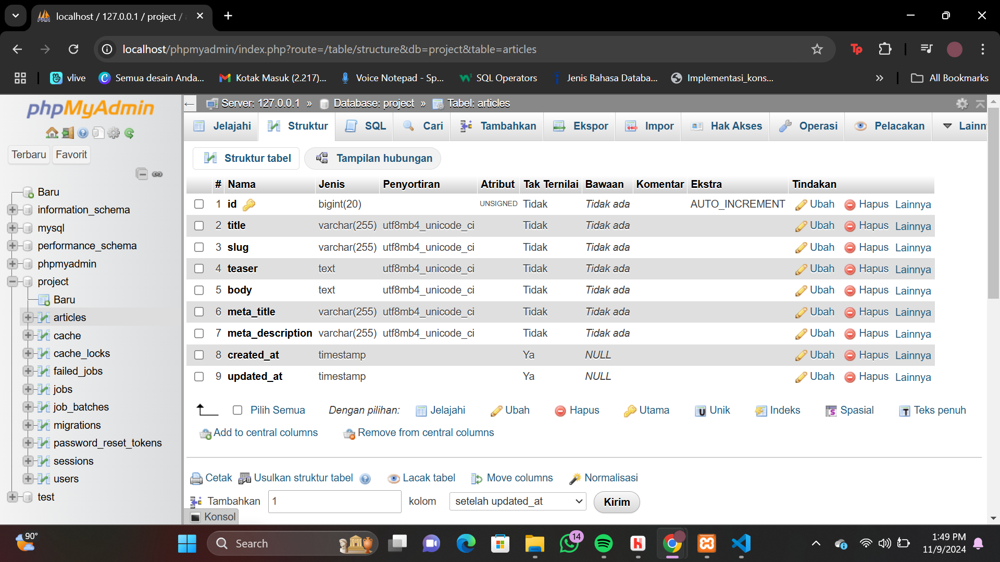 localhost / 127.0.0.1 / project /
localhost/phpmyadmin/index.php?route=/table/structure&db=project&table=articles
Tp
vlive
Semua desain Anda...
Kotak Masuk (2.217)...
Voice Notepad - Sp...
SQL Operators
Jenis Bahasa Databa...
Implementasi_kons...
All Bookmarks
phpMyAdmin
Terbaru Favorit
Baru
information_schema
mysql
performance_schema
phpmyadmin
project
Baru
articles
cache
cache_locks
failed_jobs
jobs
job_batches
migrations
password_reset_tokens
sessions
users
test
Server: 127.0.0.1 » Database: project » Tabel: articles
Jelajahi Struktur SQL Cari Tambahkan Ekspor Impor Hak Akses Operasi Pelacakan Lainn
Struktur tabel Tampilan hubungan
# Nama Jenis Penyortiran Atribut Tak Ternilai Bawaan Komentar Ekstra Tindakan
1 id bigint(20) UNSIGNED Tidak Tidak ada AUTO_INCREMENT Ubah Hapus Lainnya
2 title varchar(255) utf8mb4_unicode_ci Tidak Tidak ada Ubah Hapus Lainnya
3 slug varchar(255) utf8mb4_unicode_ci Tidak Tidak ada Ubah Hapus Lainnya
4 teaser text utf8mb4_unicode_ci Tidak Tidak ada Ubah Hapus Lainnya
5 body text utf8mb4_unicode_ci Tidak Tidak ada Ubah Hapus Lainnya
6 meta_title varchar(255) utf8mb4_unicode_ci Tidak Tidak ada Ubah Hapus Lainnya
7 meta_description varchar(255) utf8mb4_unicode_ci Tidak Tidak ada Ubah Hapus Lainnya
8 created_at timestamp Ya NULL Ubah Hapus Lainnya
9 updated_at timestamp Ya NULL Ubah Hapus Lainnya
Pilih Semua Dengan pilihan: Jelajahi Ubah Hapus Utama Unik Indeks Spasial Teks penuh
Add to central columns Remove from central columns
Cetak Usulkan struktur tabel Lacak tabel Move columns Normalisasi
Tambahkan 1 kolom setelah updated_at Kirim
Konsol
90°
Search
14
1:49 PM
11/9/2024